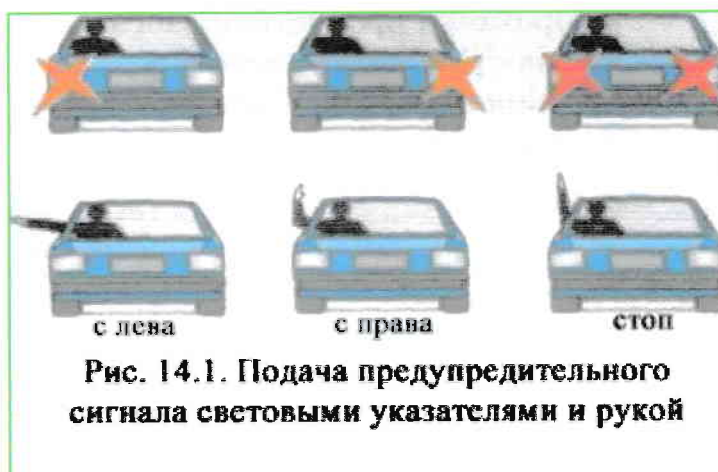 с лева
с права
стоп
Рис. 14.1. Подача предупредительного
сигнала световыми указателями и рукой